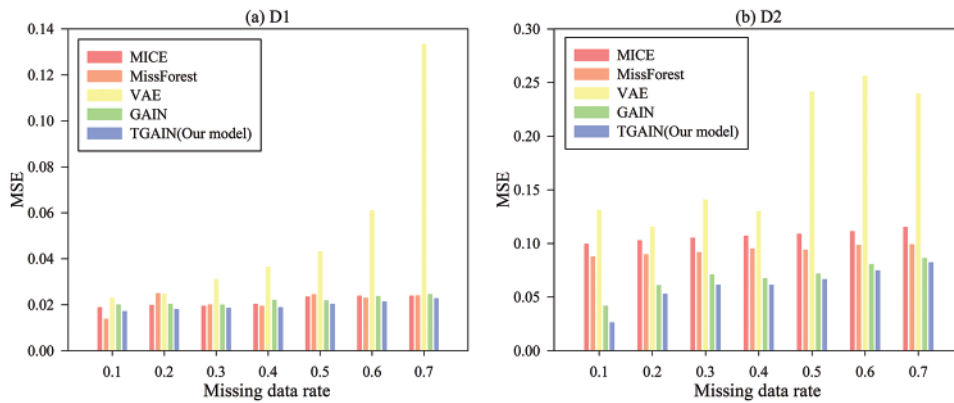 (a) D1
0.14
0.12
0.10
0.08
0.06
0.04
0.02
0.00
MSE
MICE
MissForest
VAE
GAIN
TGAIN(Our model)
0.1 0.2 0.3 0.4 0.5 0.6 0.7
Missing data rate
(b) D2
0.30
0.25
0.20
0.15
0.10
0.05
0.00
MSE
MICE
MissForest
VAE
GAIN
TGAIN(Our model)
0.1 0.2 0.3 0.4 0.5 0.6 0.7
Missing data rate